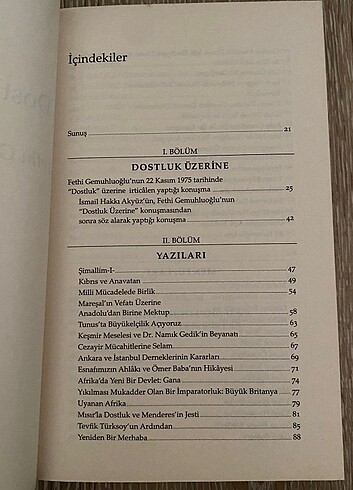 İçindekiler
Sunuş 21
I. BÖLÜM
DOSTLUK ÜZERİNE
Fethi Gemuhluoğlu'nun 22 Kasım 1975 tarihinde
"Dostluk" üzerine irticâlen yaptığı konuşma 25
İsmail Hakkı Akyüz'ün, Fethi Gemuhluoğlu'nun
"Dostluk Üzerine" konuşmasından
sonra söz alarak yaptığı konuşma 42
II. BÖLÜM
YAZILARI
Şimallim-I- 47
Kıbrıs ve Anavatan 49
Milli Mücadelede Birlik 54
Mareşal'ın Vefatı Üzerine
Anadolu'dan Birine Mektup 58
Tunus'ta Büyükelçilik Açıyoruz 63
Keşmir Meselesi ve Dr. Namık Gedik'in Beyanatı 65
Cezayir Mücahitlerine Selam 67
Ankara ve İstanbul Derneklerinin Kararları 69
Esnafımızın Ahlâkı ve Ömer Baba'nın Hikâyesi 71
Afrika'da Yeni Bir Devlet: Gana 74
Yıkılması Mukadder Olan Bir İmparatorluk: Büyük Britanya 77
Uyanan Afrika 79
Mısır'la Dostluk ve Menderes'in Jesti 81
Tevfik Türksoy'un Ardından 85
Yeniden Bir Merhaba 88